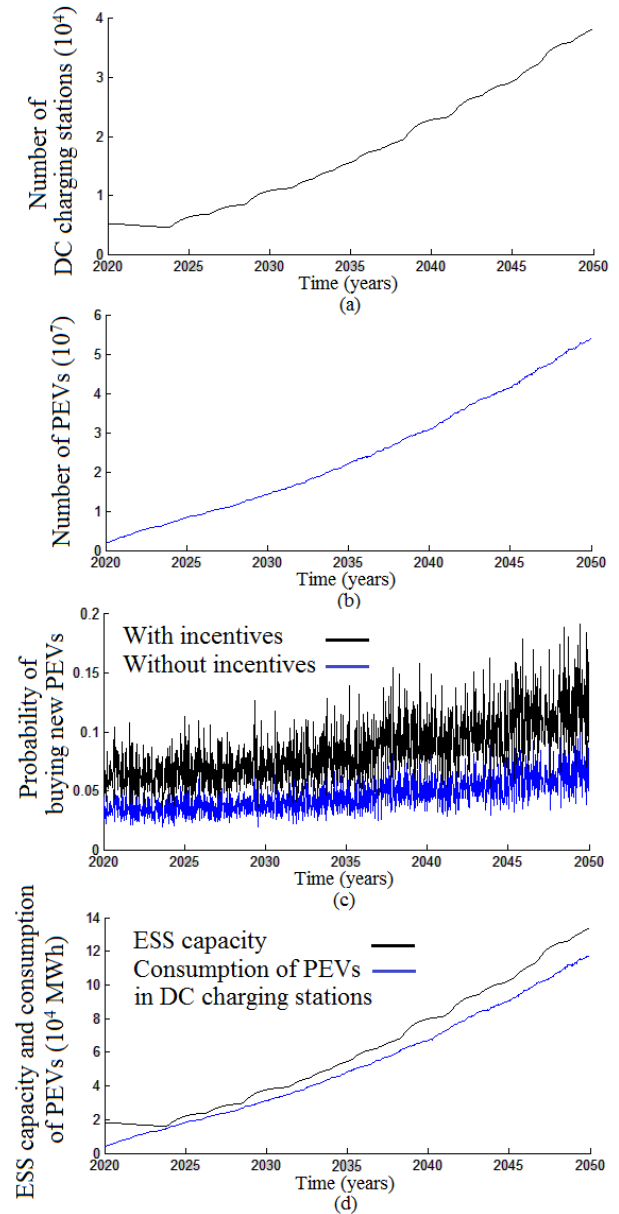 Number of
DC charging stations (10⁴)
4
3
2
1
0
2020 2025 2030 2035 2040 2045 2050
Time (years)
(a)
Number of PEVs (10⁷)
6
5
4
3
2
1
0
2020 2025 2030 2035 2040 2045 2050
Time (years)
(b)
Probability of
buying new PEVs
0.2
0.15
0.1
0.05
0
With incentives
Without incentives
2020 2025 2030 2035 2040 2045 2050
Time (years)
(c)
ESS capacity and consumption
of PEVs (10⁴ MWh)
14
12
10
8
6
4
2
0
ESS capacity
Consumption of PEVs
in DC charging stations
2020 2025 2030 2035 2040 2045 2050
Time (years)
(d)